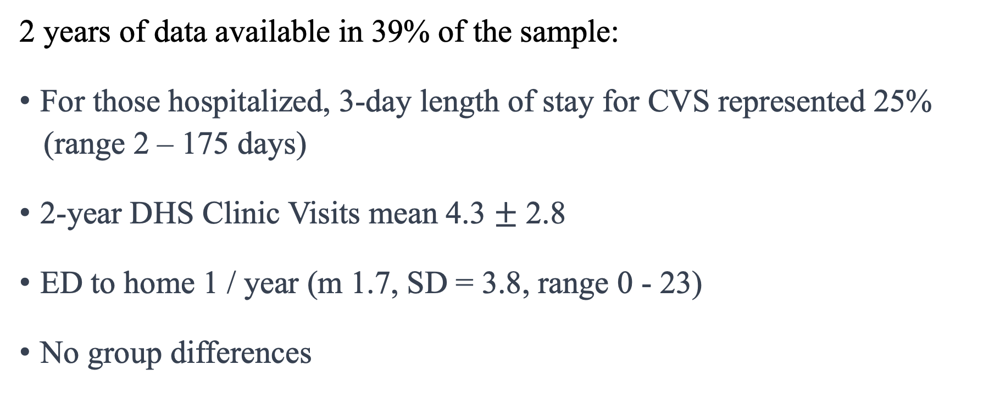 2 years of data available in 39% of the sample:
• For those hospitalized, 3-day length of stay for CVS represented 25%
(range 2 – 175 days)
• 2-year DHS Clinic Visits mean 4.3 ± 2.8
• ED to home 1 / year (m 1.7, SD = 3.8, range 0 - 23)
• No group differences